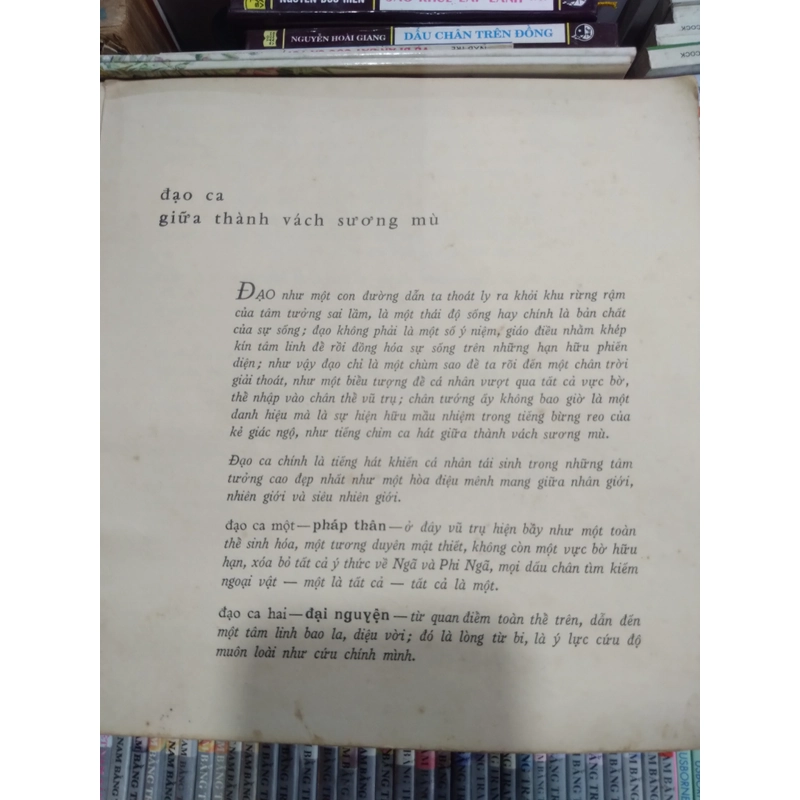 NGUYỄN HOÀI GIANG DẤU CHÂN TRÊN ĐỒNG
đạo ca
giữa thành vách sương mù
ĐẠO như một con đường dẫn ta thoát ly ra khỏi khu rừng rậm
của tâm tưởng sai lầm, là một thái độ sống hay chính là bản chất
của sự sống; đạo không phải là một số ý niệm, giáo điều nhằm khép
kín tâm linh để rồi đồng hóa sự sống trên những hạn hữu phiến
diện; như vậy đạo chỉ là một chùm sao để ta rõi đến một chân trời
giải thoát, như một biểu tượng để cá nhân vượt qua tất cả vực bờ,
thể nhập vào chân thể vũ trụ; chân tướng ấy không bao giờ là một
danh hiệu mà là sự hiện hữu mầu nhiệm trong tiếng bừng reo của
kẻ giác ngộ, như tiếng chim ca hát giữa thành vách sương mù.
Đạo ca chính là tiếng hát khiến cá nhân tái sinh trong những tâm
tưởng cao đẹp nhất như một hòa điệu mênh mang giữa nhân giới,
nhiên giới và siêu nhiên giới.
đạo ca một—pháp thân—ở đáy vũ trụ hiện bầy như một toàn
thể sinh hóa, một tương duyên mật thiết, không còn một vực bờ hữu
hạn, xóa bỏ tất cả ý thức về Ngã và Phi Ngã, mọi dấu chân tìm kiếm
ngoại vật — một là tất cả — tất cả là một.
đạo ca hai—đại nguyện—từ quan điểm toàn thể trên, dẫn đến
một tâm linh bao la, diệu vời; đó là lòng từ bi, là ý lực cứu độ
muôn loài như cứu chính mình.